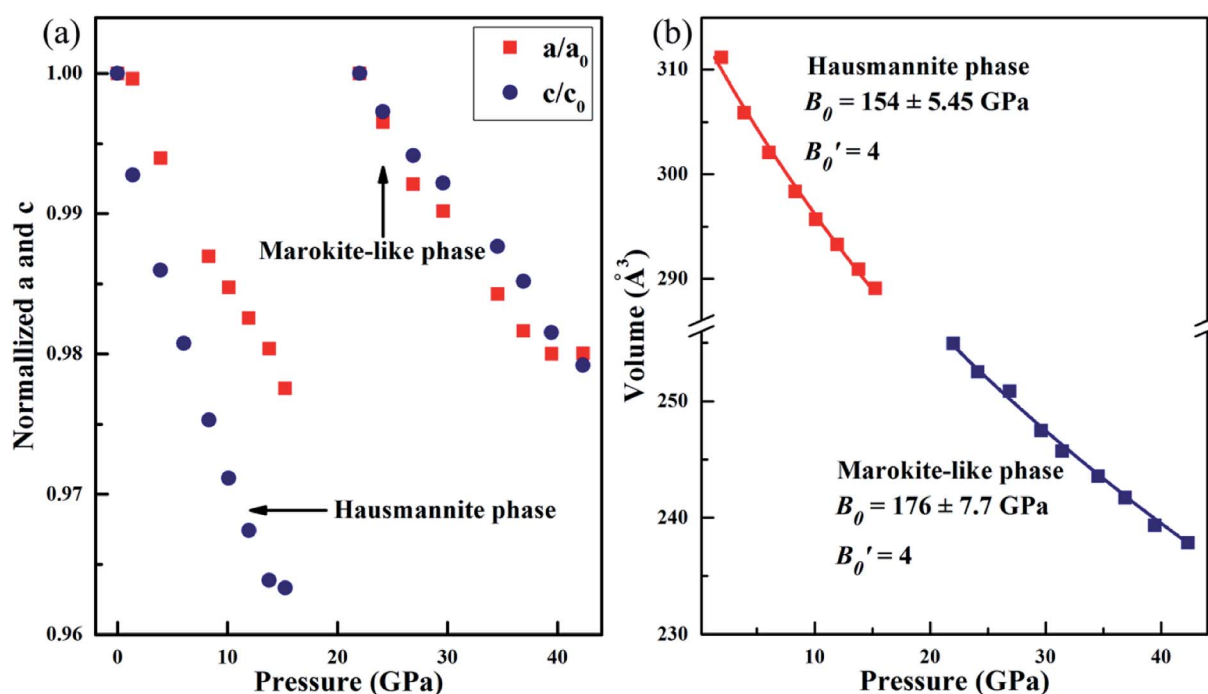 (a)
a/a0
c/c0
1.00
0.99
0.98
0.97
0.96
Normallized a and c
Marokite-like phase
Hausmannite phase
0 10 20 30 40
Pressure (GPa)
(b)
Hausmannite phase
B0 = 154 ± 5.45 GPa
B0′ = 4
310
300
290
250
240
230
Volume (Å3)
Marokite-like phase
B0 = 176 ± 7.7 GPa
B0′ = 4
10 20 30 40
Pressure (GPa)